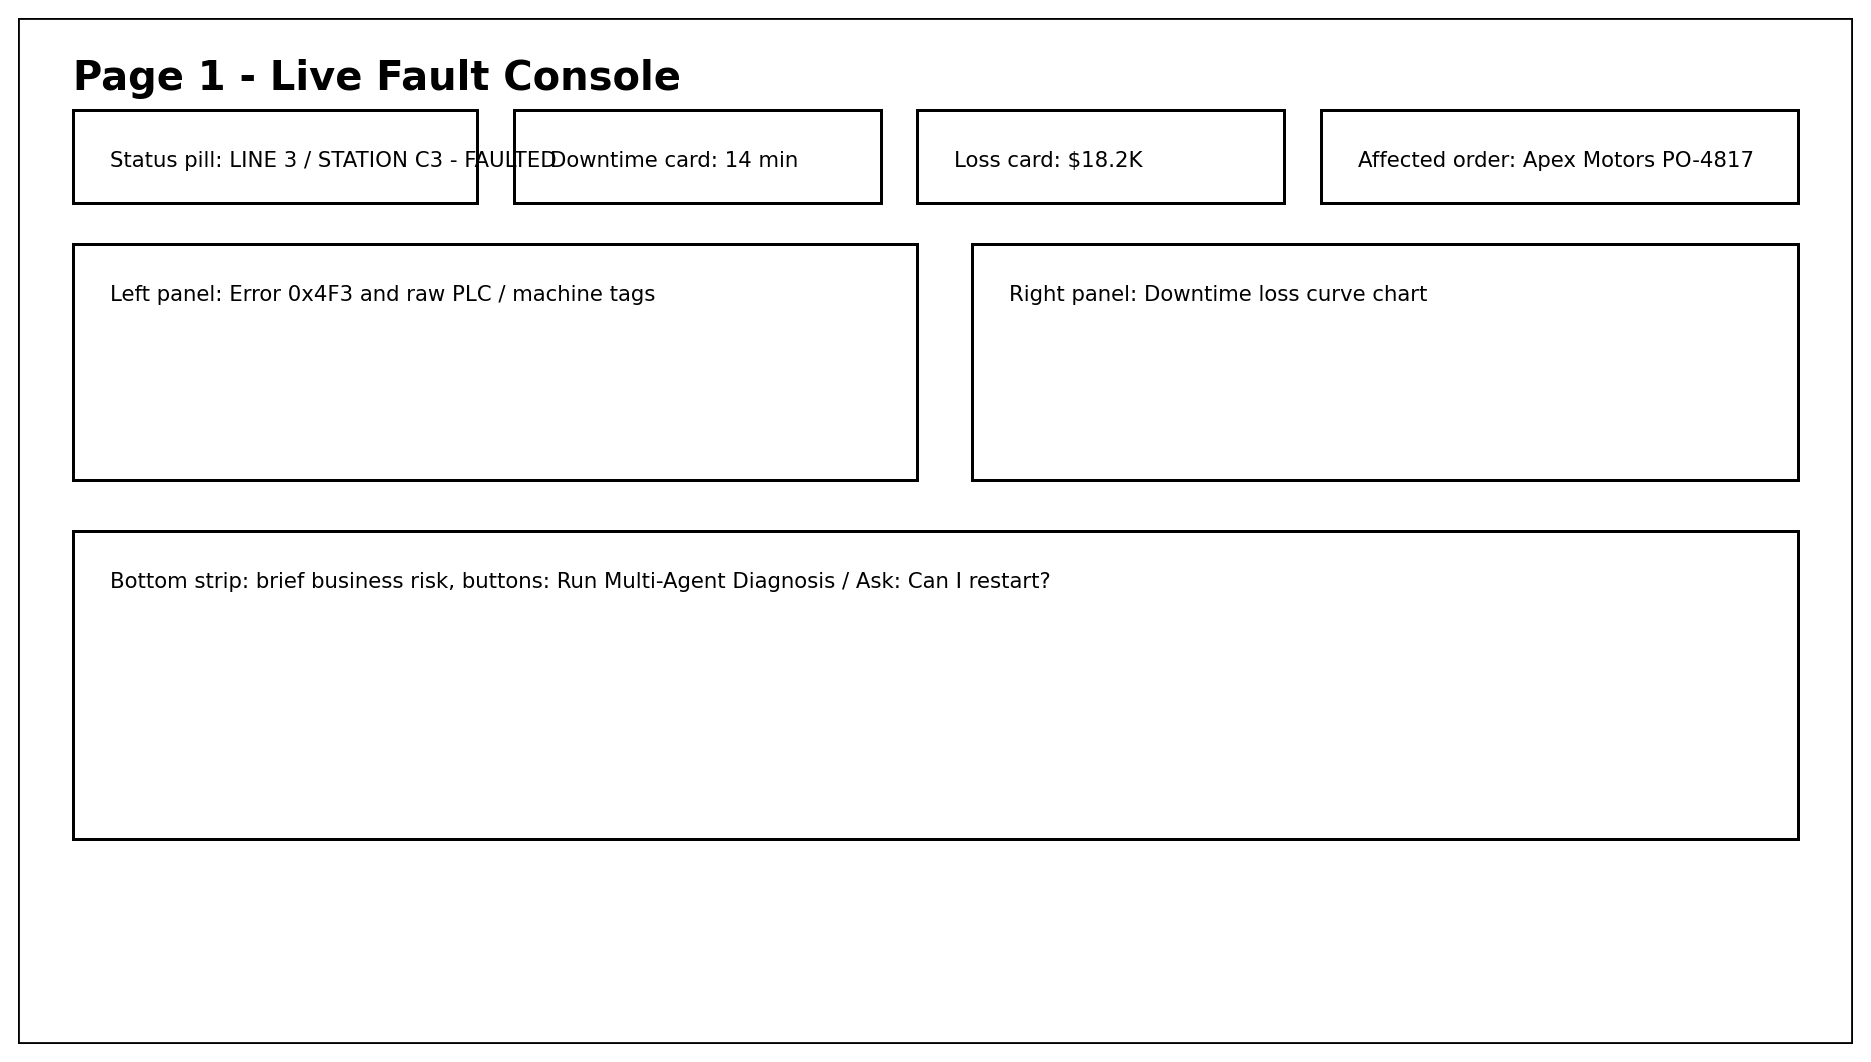 Page 1 - Live Fault Console
Status pill: LINE 3 / STATION C3 - FAULTED
Downtime card: 14 min
Loss card: $18.2K
Affected order: Apex Motors PO-4817
Left panel: Error 0x4F3 and raw PLC / machine tags
Right panel: Downtime loss curve chart
Bottom strip: brief business risk, buttons: Run Multi-Agent Diagnosis / Ask: Can I restart?